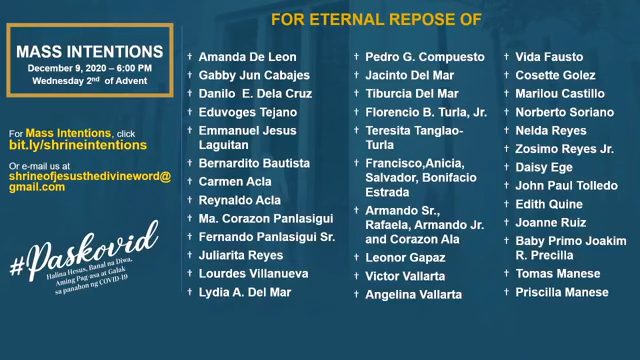 FOR ETERNAL REPOSE OF
MASS INTENTIONS
December 9, 2020 – 6:00 PM
Wednesday 2nd of Advent
For Mass Intentions, click
bit.ly/shrineintentions
Or e-mail us at
shrineofjesusthedivineword@
gmail.com
#Paskovid
Halina Hesus, Banal na Diwa,
Aming Pag-asa at Galak
sa panahon ng COVID-19
✝ Amanda De Leon
✝ Gabby Jun Cabajes
✝ Danilo E. Dela Cruz
✝ Eduvoges Tejano
✝ Emmanuel Jesus
Laguitan
✝ Bernardito Bautista
✝ Carmen Acla
✝ Reynaldo Acla
✝ Ma. Corazon Panlasigui
✝ Fernando Panlasigui Sr.
✝ Juliarita Reyes
✝ Lourdes Villanueva
✝ Lydia A. Del Mar
✝ Pedro G. Compuesto
✝ Jacinto Del Mar
✝ Tiburcia Del Mar
✝ Florencio B. Turla, Jr.
✝ Teresita Tanglao-
Turla
✝ Francisco,Anicia,
Salvador, Bonifacio
Estrada
✝ Armando Sr.,
Rafaela, Armando Jr.
and Corazon Ala
✝ Leonor Gapaz
✝ Victor Vallarta
✝ Angelina Vallarta
✝ Vida Fausto
✝ Cosette Golez
✝ Marilou Castillo
✝ Norberto Soriano
✝ Nelda Reyes
✝ Zosimo Reyes Jr.
✝ Daisy Ege
✝ John Paul Tolledo
✝ Edith Quine
✝ Joanne Ruiz
✝ Baby Primo Joakim
R. Precilla
✝ Tomas Manese
✝ Priscilla Manese